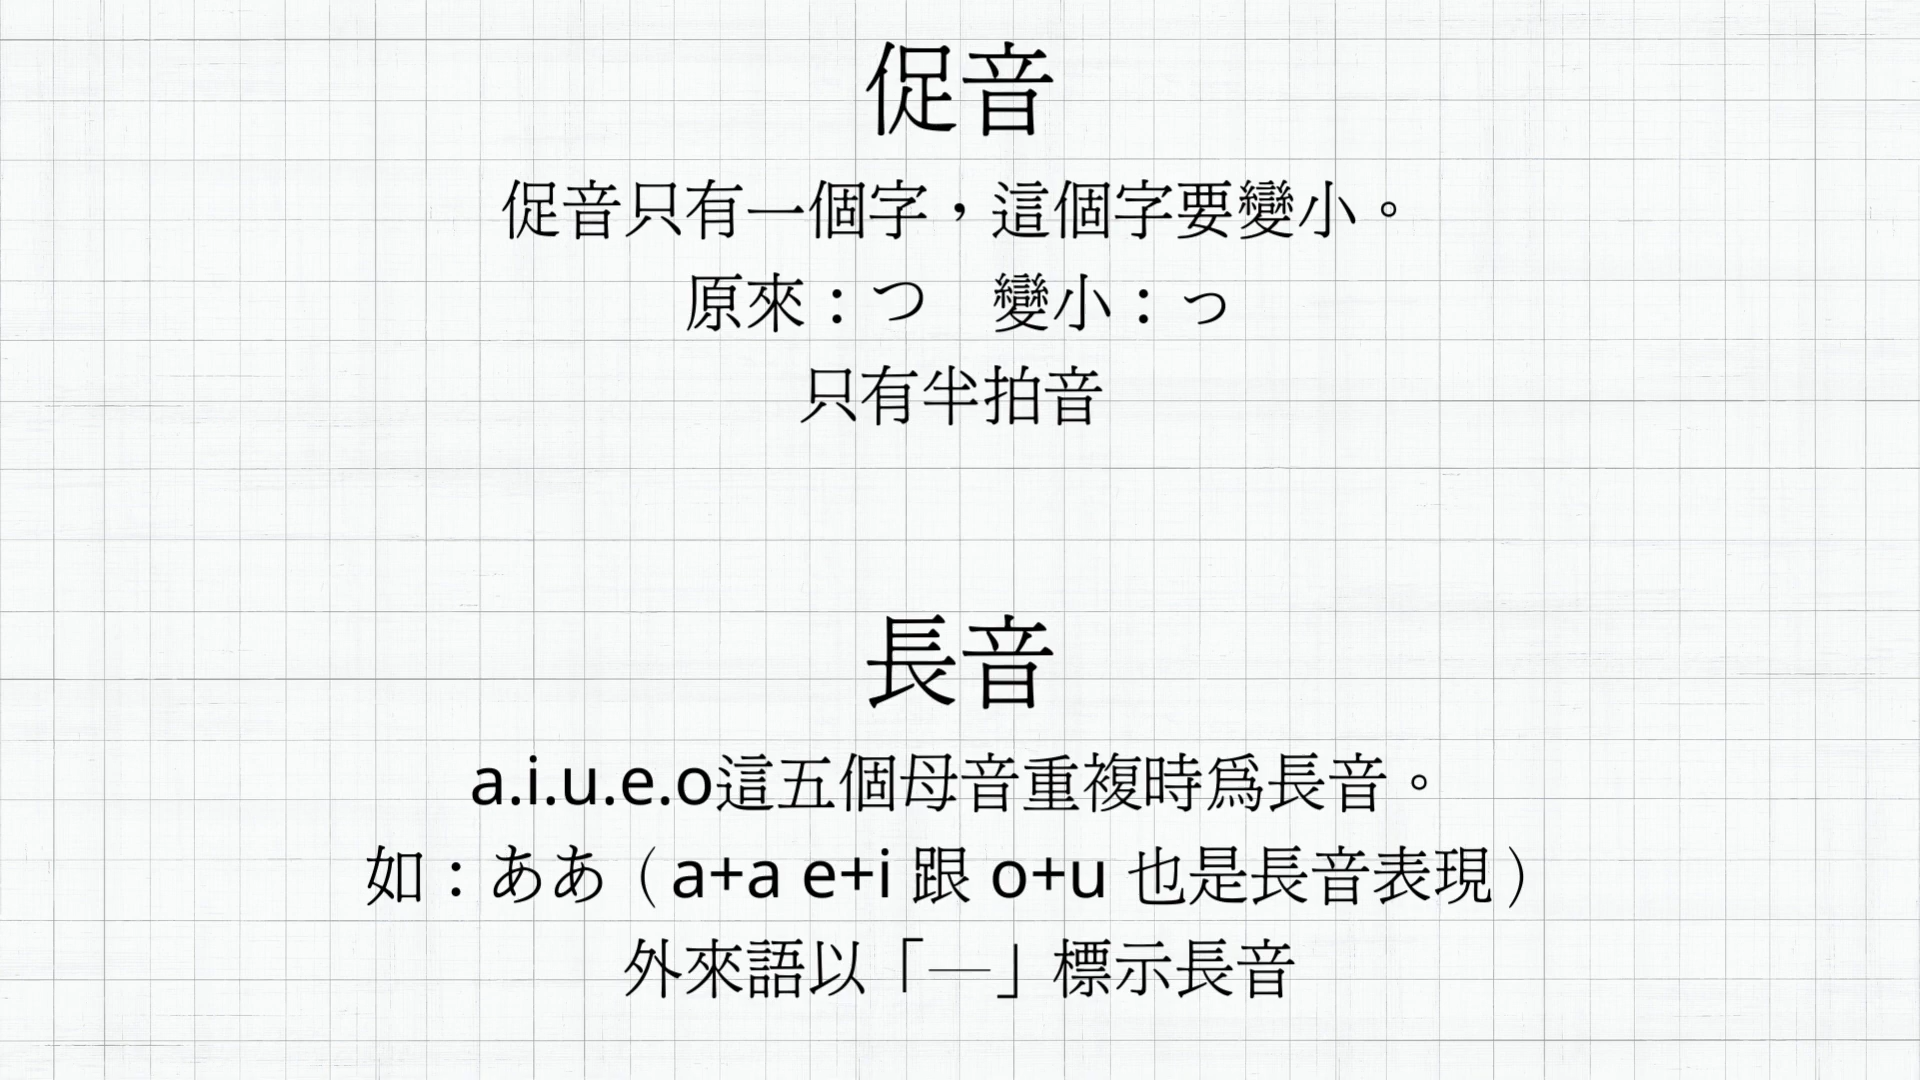 促音
促音只有一個字，這個字要變小。
原來：つ　變小：っ
只有半拍音
長音
a.i.u.e.o這五個母音重複時爲長音。
如：ああ（a+a e+i 跟 o+u 也是長音表現）
外來語以「—」標示長音